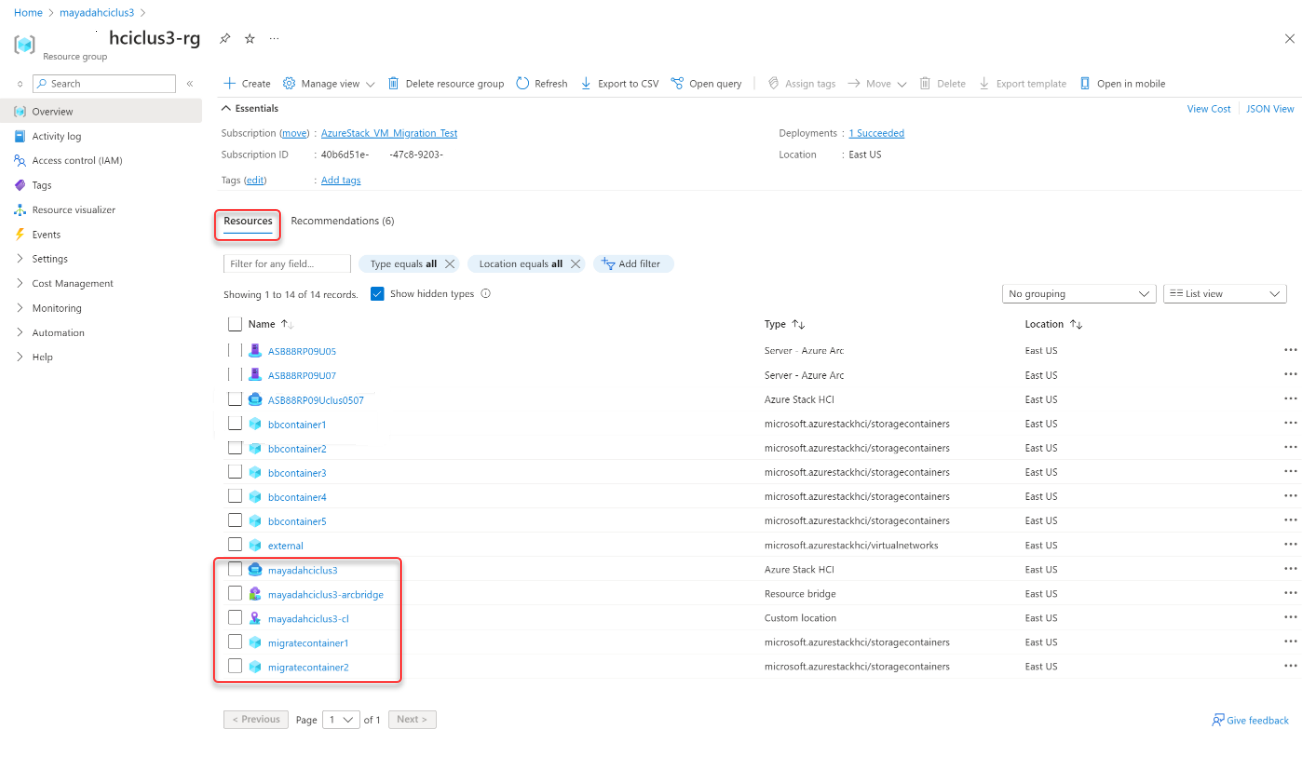 Home > mayadahciclus3 >
hciclus3-rg
Resource group
Search
Overview
Activity log
Access control (IAM)
Tags
Resource visualizer
Events
Settings
Cost Management
Monitoring
Automation
Help
Create Manage view Delete resource group Refresh Export to CSV Open query Assign tags Move Delete Export template Open in mobile
Essentials View Cost JSON View
Subscription (move) : AzureStack_VM_Migration_Test Deployments : 1 Succeeded
Subscription ID : 40b6d51e- -47c8-9203- Location : East US
Tags (edit) : Add tags
Resources Recommendations (6)
Filter for any field... Type equals all Location equals all Add filter
Showing 1 to 14 of 14 records. Show hidden types No grouping List view
Name Type Location
ASB88RP09U05 Server - Azure Arc East US
ASB88RP09U07 Server - Azure Arc East US
ASB88RP09Uclus0507 Azure Stack HCI East US
bbcontainer1 microsoft.azurestackhci/storagecontainers East US
bbcontainer2 microsoft.azurestackhci/storagecontainers East US
bbcontainer3 microsoft.azurestackhci/storagecontainers East US
bbcontainer4 microsoft.azurestackhci/storagecontainers East US
bbcontainer5 microsoft.azurestackhci/storagecontainers East US
external microsoft.azurestackhci/virtualnetworks East US
mayadahciclus3 Azure Stack HCI East US
mayadahciclus3-arcbridge Resource bridge East US
mayadahciclus3-cl Custom location East US
migratecontainer1 microsoft.azurestackhci/storagecontainers East US
migratecontainer2 microsoft.azurestackhci/storagecontainers East US
< Previous Page 1 of 1 Next > Give feedback